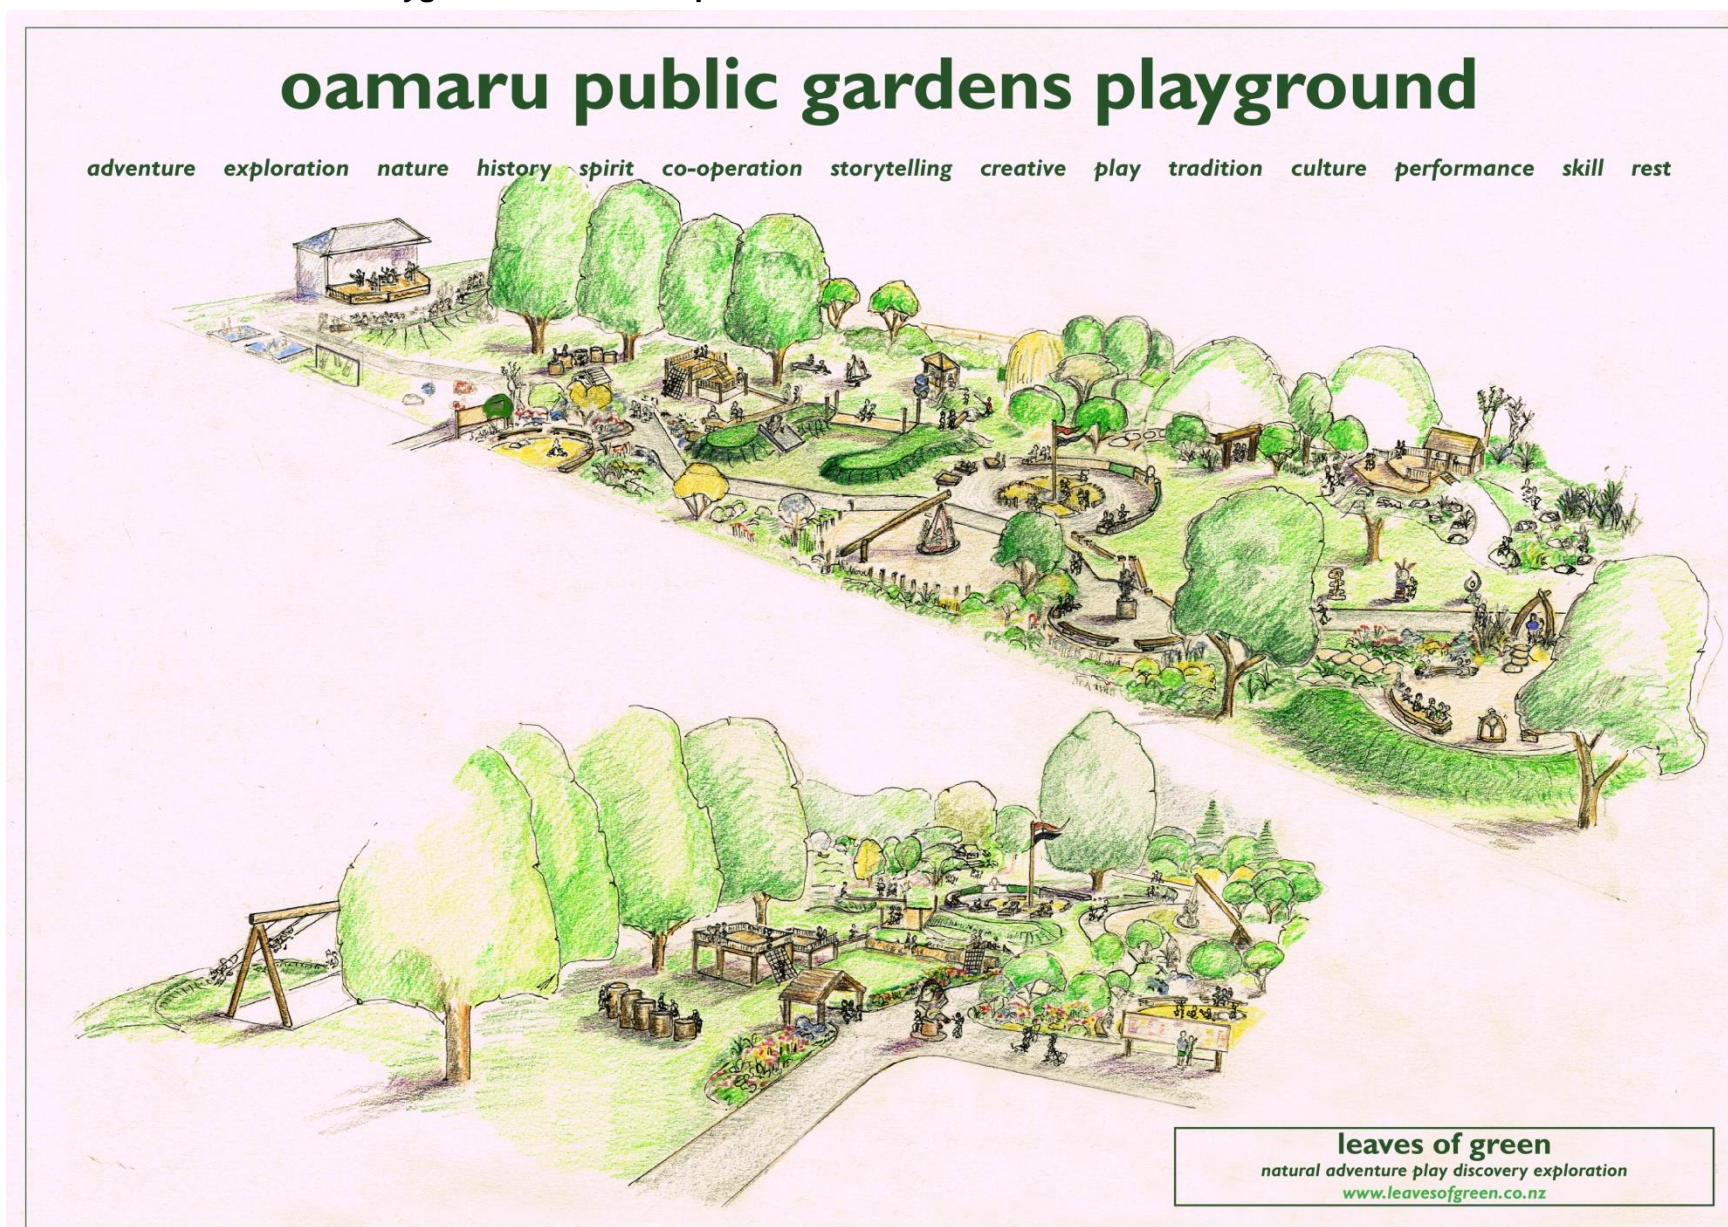 oamaru public gardens playground
adventure exploration nature history spirit co-operation storytelling creative play tradition culture performance skill rest
leaves of green
natural adventure play discovery exploration
www.leavesofgreen.co.nz